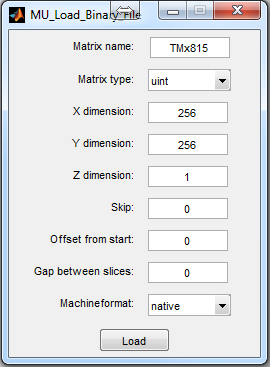 MU_Load_Binary_File
Matrix name: TMx815
Matrix type: uint
X dimension: 256
Y dimension: 256
Z dimension: 1
Skip: 0
Offset from start: 0
Gap between slices: 0
Machineformat: native
Load